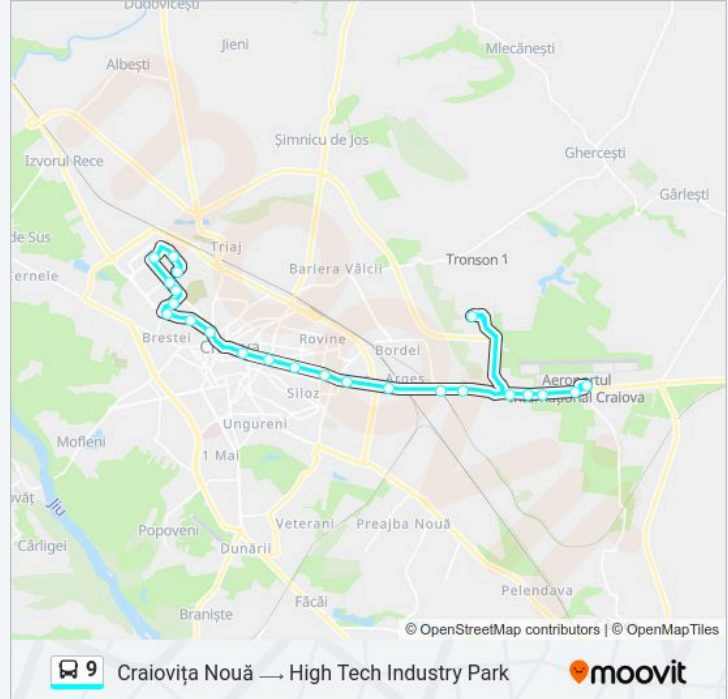 Dudovicești
Jieni
Mlecănești
Albești
Șimnicu de Jos
Ghercești
Izvorul Rece
Gârlești
de Sus
Triaj
Tronson 1
Bariera Vâlcii
Cernele
Rovine
Brestei
Bordei
Argeș
Aeroportul
Internațional Craiova
Siloz
Ungureni
Mofleni
1 Mai
Jiu
Veterani
Preajba Nouă
Popoveni
Cârligei
Dunării
Pelendava
Făcăi
Braniște
© OpenStreetMap contributors | © OpenMapTiles
9 Craiovița Nouă → High Tech Industry Park moovit